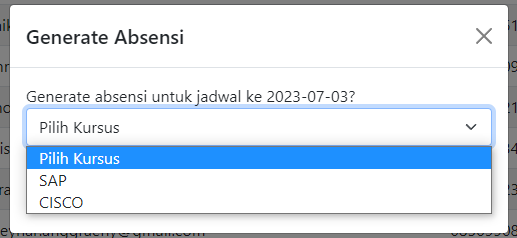 Generate Absensi
Generate absensi untuk jadwal ke 2023-07-03?
Pilih Kursus
Pilih Kursus
SAP
CISCO